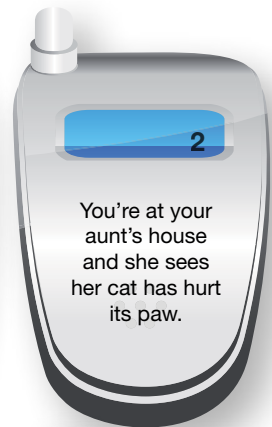 2
You're at your
aunt's house
and she sees
her cat has hurt
its paw.